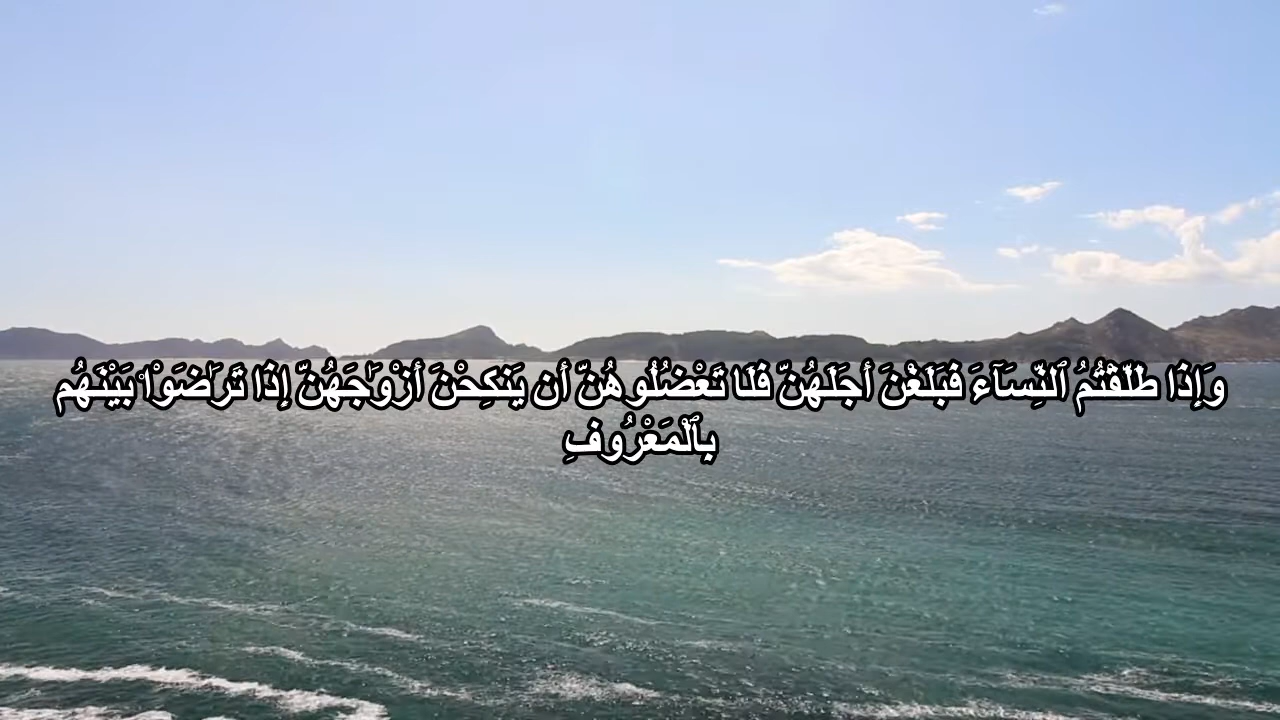 وَإِذَا طَلَّقْتُمُ ٱلنِّسَآءَ فَبَلَغْنَ أَجَلَهُنَّ فَلَا تَعْضُلُوهُنَّ أَن يَنكِحْنَ أَزْوَٰجَهُنَّ إِذَا تَرَٰضَوْا۟ بَيْنَهُم
بِٱلْمَعْرُوفِ